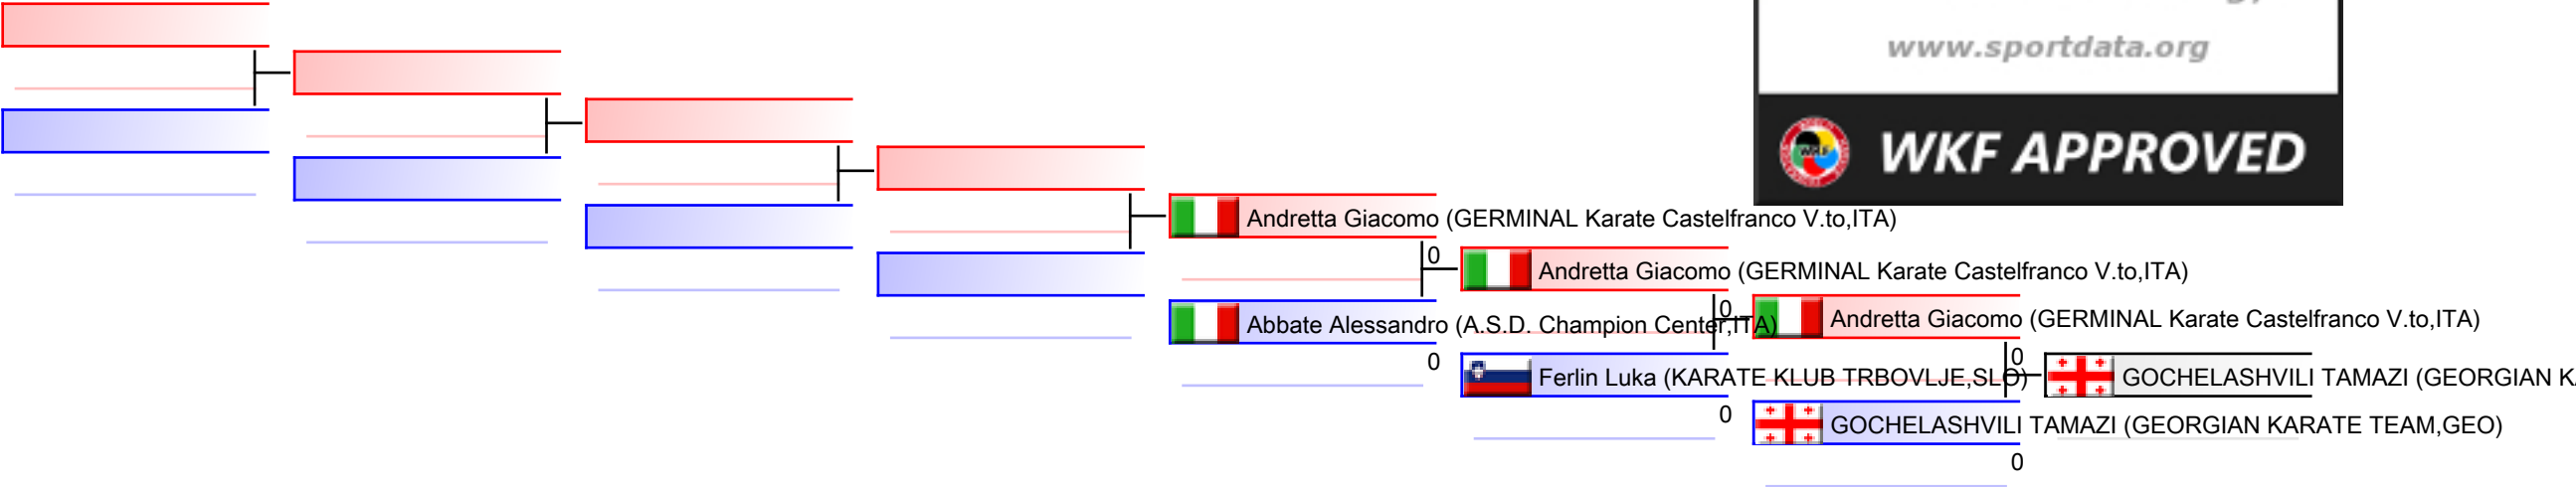 www.sportdata.org
WKF APPROVED
Andretta Giacomo (GERMINAL Karate Castelfranco V.to,ITA)
0
Andretta Giacomo (GERMINAL Karate Castelfranco V.to,ITA)
Abbate Alessandro (A.S.D. Champion Center,ITA)
0
Andretta Giacomo (GERMINAL Karate Castelfranco V.to,ITA)
0
0
Ferlin Luka (KARATE KLUB TRBOVLJE,SLO)
GOCHELASHVILI TAMAZI (GEORGIAN
0
GOCHELASHVILI TAMAZI (GEORGIAN KARATE TEAM,GEO)
0